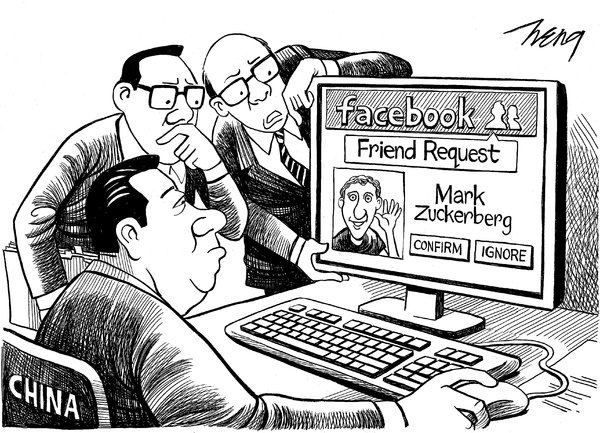 Heng
facebook
Friend Request
Mark
Zuckerberg
CONFIRM IGNORE
CHINA